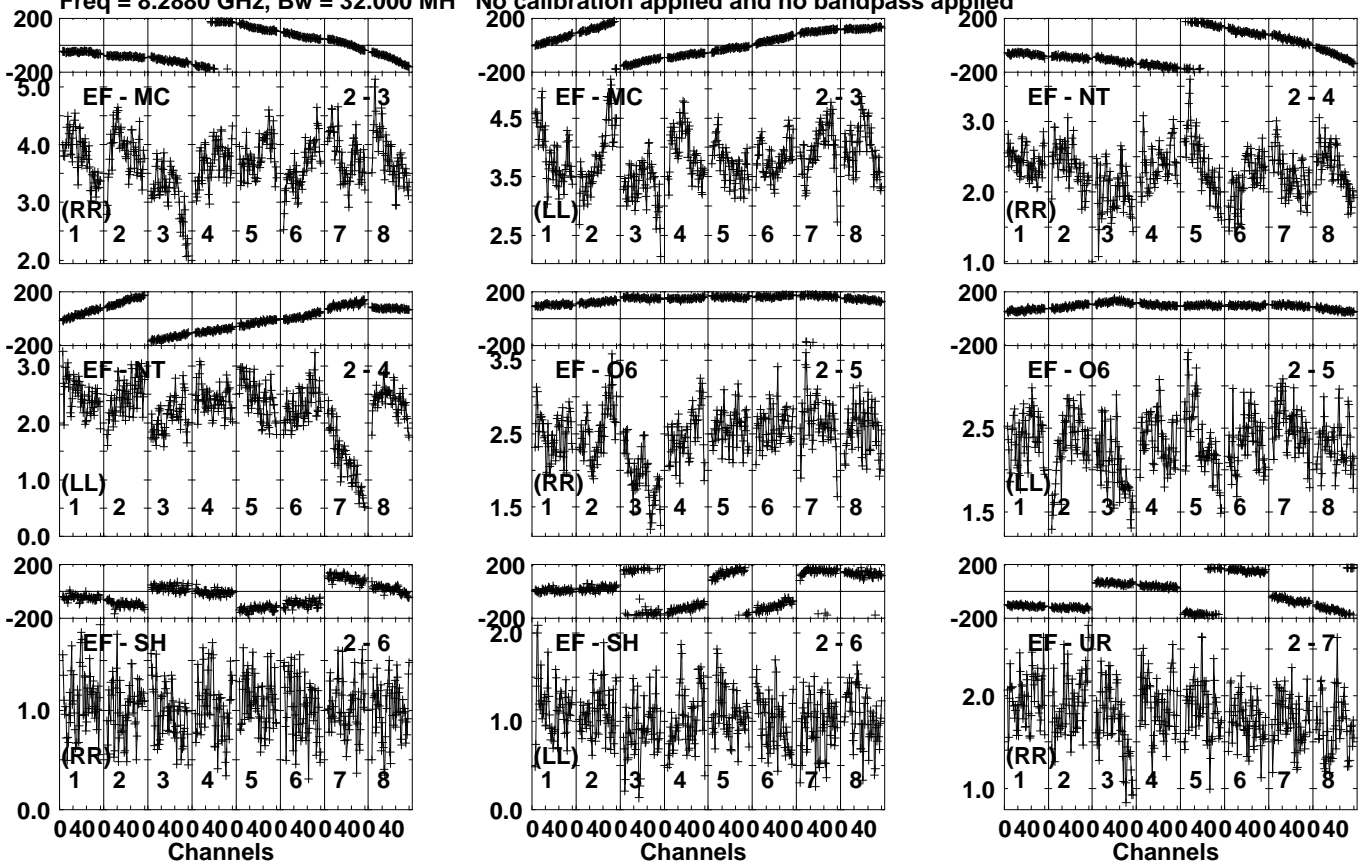 Freq = 8.2880 GHz, Bw = 32.000 MH No calibration applied and no bandpass applied
200
-200
5.0
4.0
3.0
2.0
EF - MC 2 - 3
(RR)
1 2 3 4 5 6 7 8
200
-200
4.5
3.5
2.5
EF - MC 2 - 3
(LL)
1 2 3 4 5 6 7 8
200
-200
3.0
2.0
1.0
EF - NT 2 - 4
(RR)
1 2 3 4 5 6 7 8
200
-200
3.0
2.0
1.0
0.0
EF - NT 2 - 4
(LL)
1 2 3 4 5 6 7 8
200
-200
3.5
2.5
1.5
EF - O6 2 - 5
(RR)
1 2 3 4 5 6 7 8
200
-200
2.5
1.5
EF - O6 2 - 5
(LL)
1 2 3 4 5 6 7 8
200
-200
1.0
0.0
EF - SH 2 - 6
(RR)
1 2 3 4 5 6 7 8
0 40 0 40 0 40 0 40 0 40 0 40 0 40 0 40
Channels
200
-200
2.0
1.0
0.0
EF - SH 2 - 6
(LL)
1 2 3 4 5 6 7 8
0 40 0 40 0 40 0 40 0 40 0 40 0 40 0 40
Channels
200
-200
2.0
1.0
EF - UR 2 - 7
(RR)
1 2 3 4 5 6 7 8
0 40 0 40 0 40 0 40 0 40 0 40 0 40 0 40
Channels